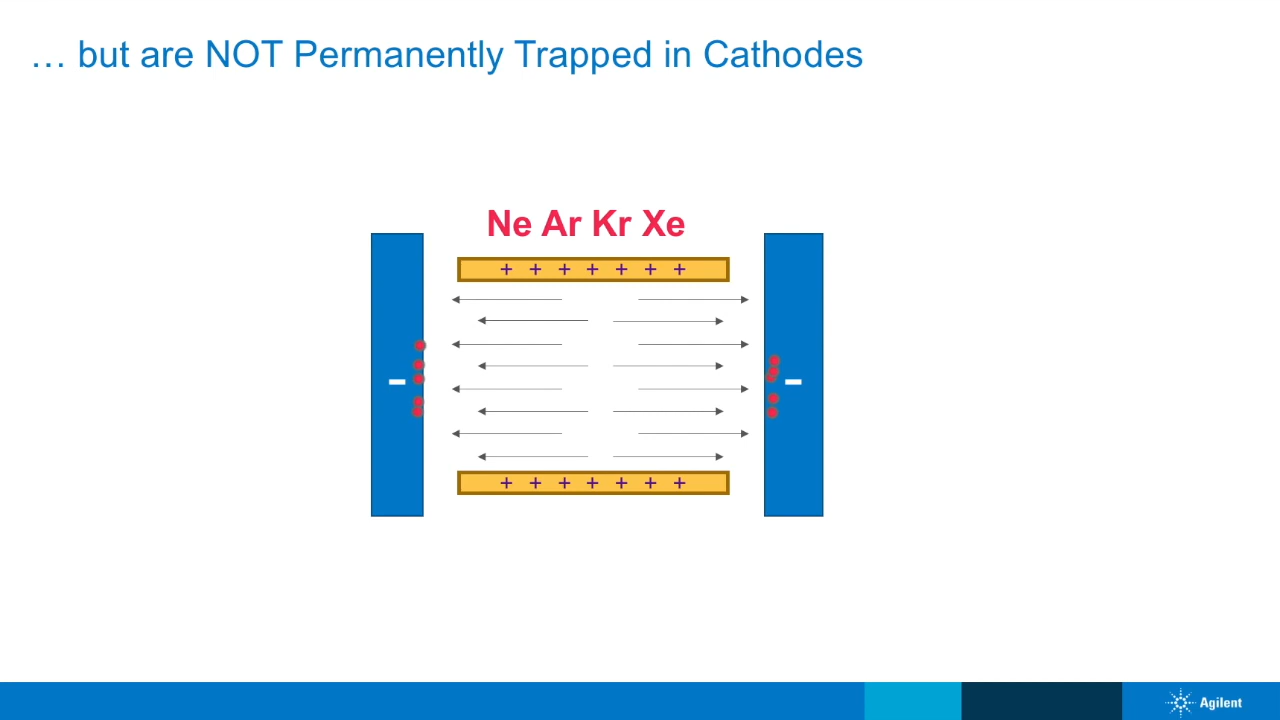 … but are NOT Permanently Trapped in Cathodes
Ne Ar Kr Xe
+ + + + + + +
- -
+ + + + + + +
Agilent